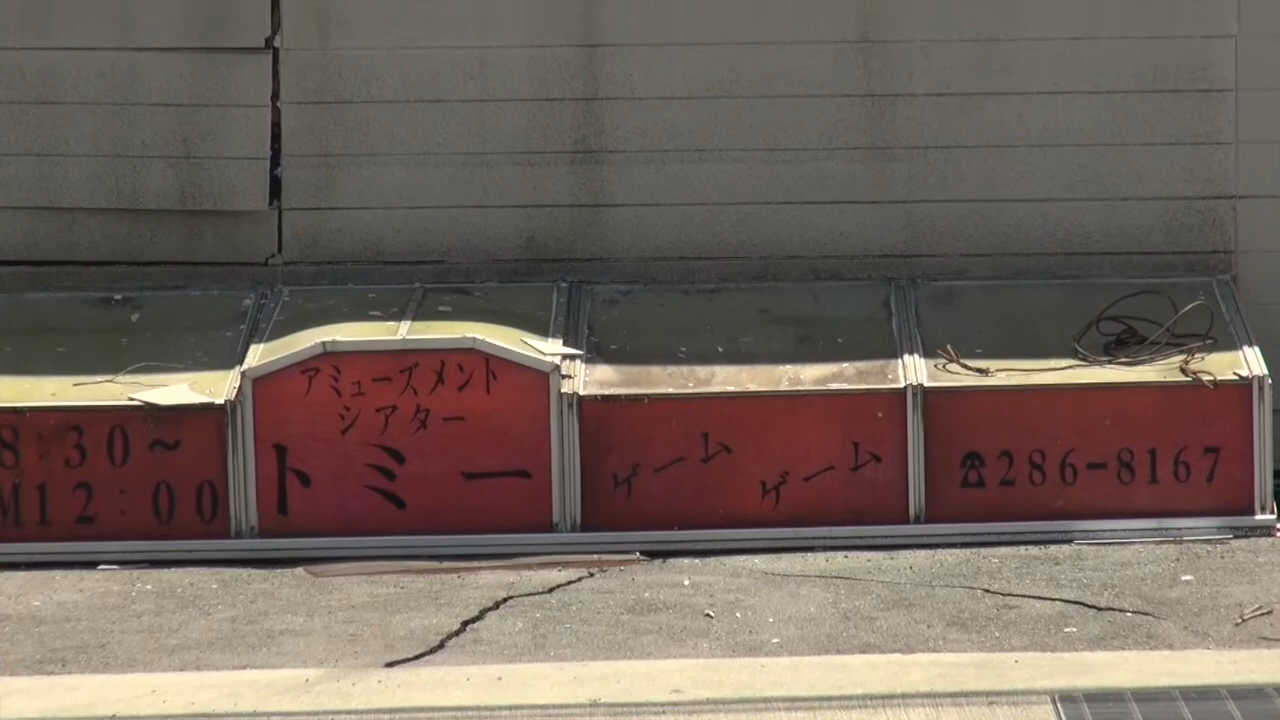 8:30~
M12:00
アミューズメント
シアター
トミー
ゲーム ゲーム
☎286-8167